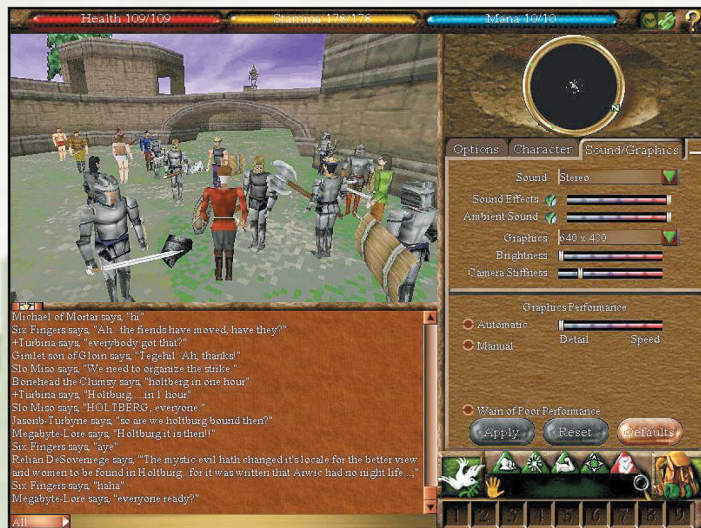 Health 109/109
Stamina 178/178
Mana 10/10
?
N
Options
Character
Sound/Graphics
Sound
Stereo
Sound Effects
Ambient Sound
Graphics
640 x 480
Brightness
Camera Stiffness
Graphics Performance
Automatic
Manual
Detail
Speed
Warn of Poor Performance
Apply
Reset
Defaults
Michael of Mortar says, "hi"
Six Fingers says, "Ah.. the fiends have moved, have they?"
+Turbina says, "everybody got that?"
Gimlet son of Gloin says, "Tegehil: Ah, thanks!"
Slo Miso says, "We need to organize the strike."
Bonehead the Clumsy says, "holtberg in one hour"
+Turbina says, "Holtburg.... in 1 hour"
Slo Miso says, "HOLTBERG, everyone."
Jasonb-Turbyne says, "so are we holtburg bound then?"
Megabyte-Lore says, "Holtburg it is then!!"
Six Fingers says, "aye"
Relian DeSovereige says, "'The mystic evil hath changed it's locale for the better view
and women to be found in Holtburg...for it was written that Arwic had no night life...,"
Six Fingers says, "haha"
Megabyte-Lore says, "everyone ready?"
All
1 2 3 4 5 6 7 8 9